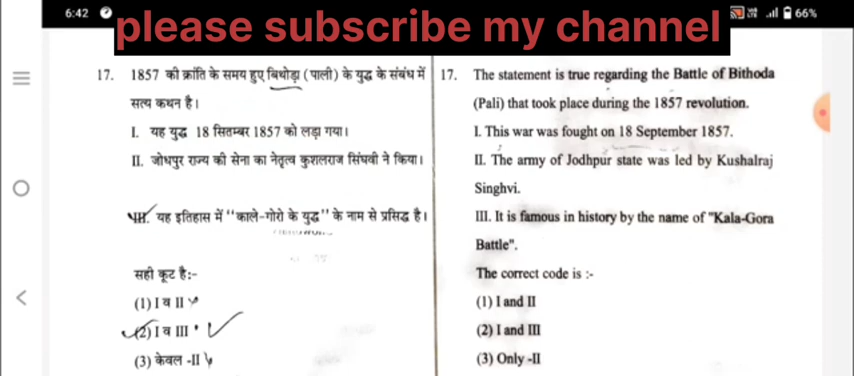 6:42
66%
please subscribe my channel
17. 1857 की क्रांति के समय हुए बिथोड़ा (पाली) के युद्ध के संबंध में
सत्य कथन है।
I. यह युद्ध 18 सितम्बर 1857 को लड़ा गया।
II. जोधपुर राज्य की सेना का नेतृत्व कुशलराज सिंघवी ने किया।
III. यह इतिहास में "काले-गोरो के युद्ध" के नाम से प्रसिद्ध है।
सही कूट है:-
(1) I व II
(2) I व III
(3) केवल -II
17. The statement is true regarding the Battle of Bithoda
(Pali) that took place during the 1857 revolution.
I. This war was fought on 18 September 1857.
II. The army of Jodhpur state was led by Kushalraj
Singhvi.
III. It is famous in history by the name of "Kala-Gora
Battle".
The correct code is :-
(1) I and II
(2) I and III
(3) Only -II